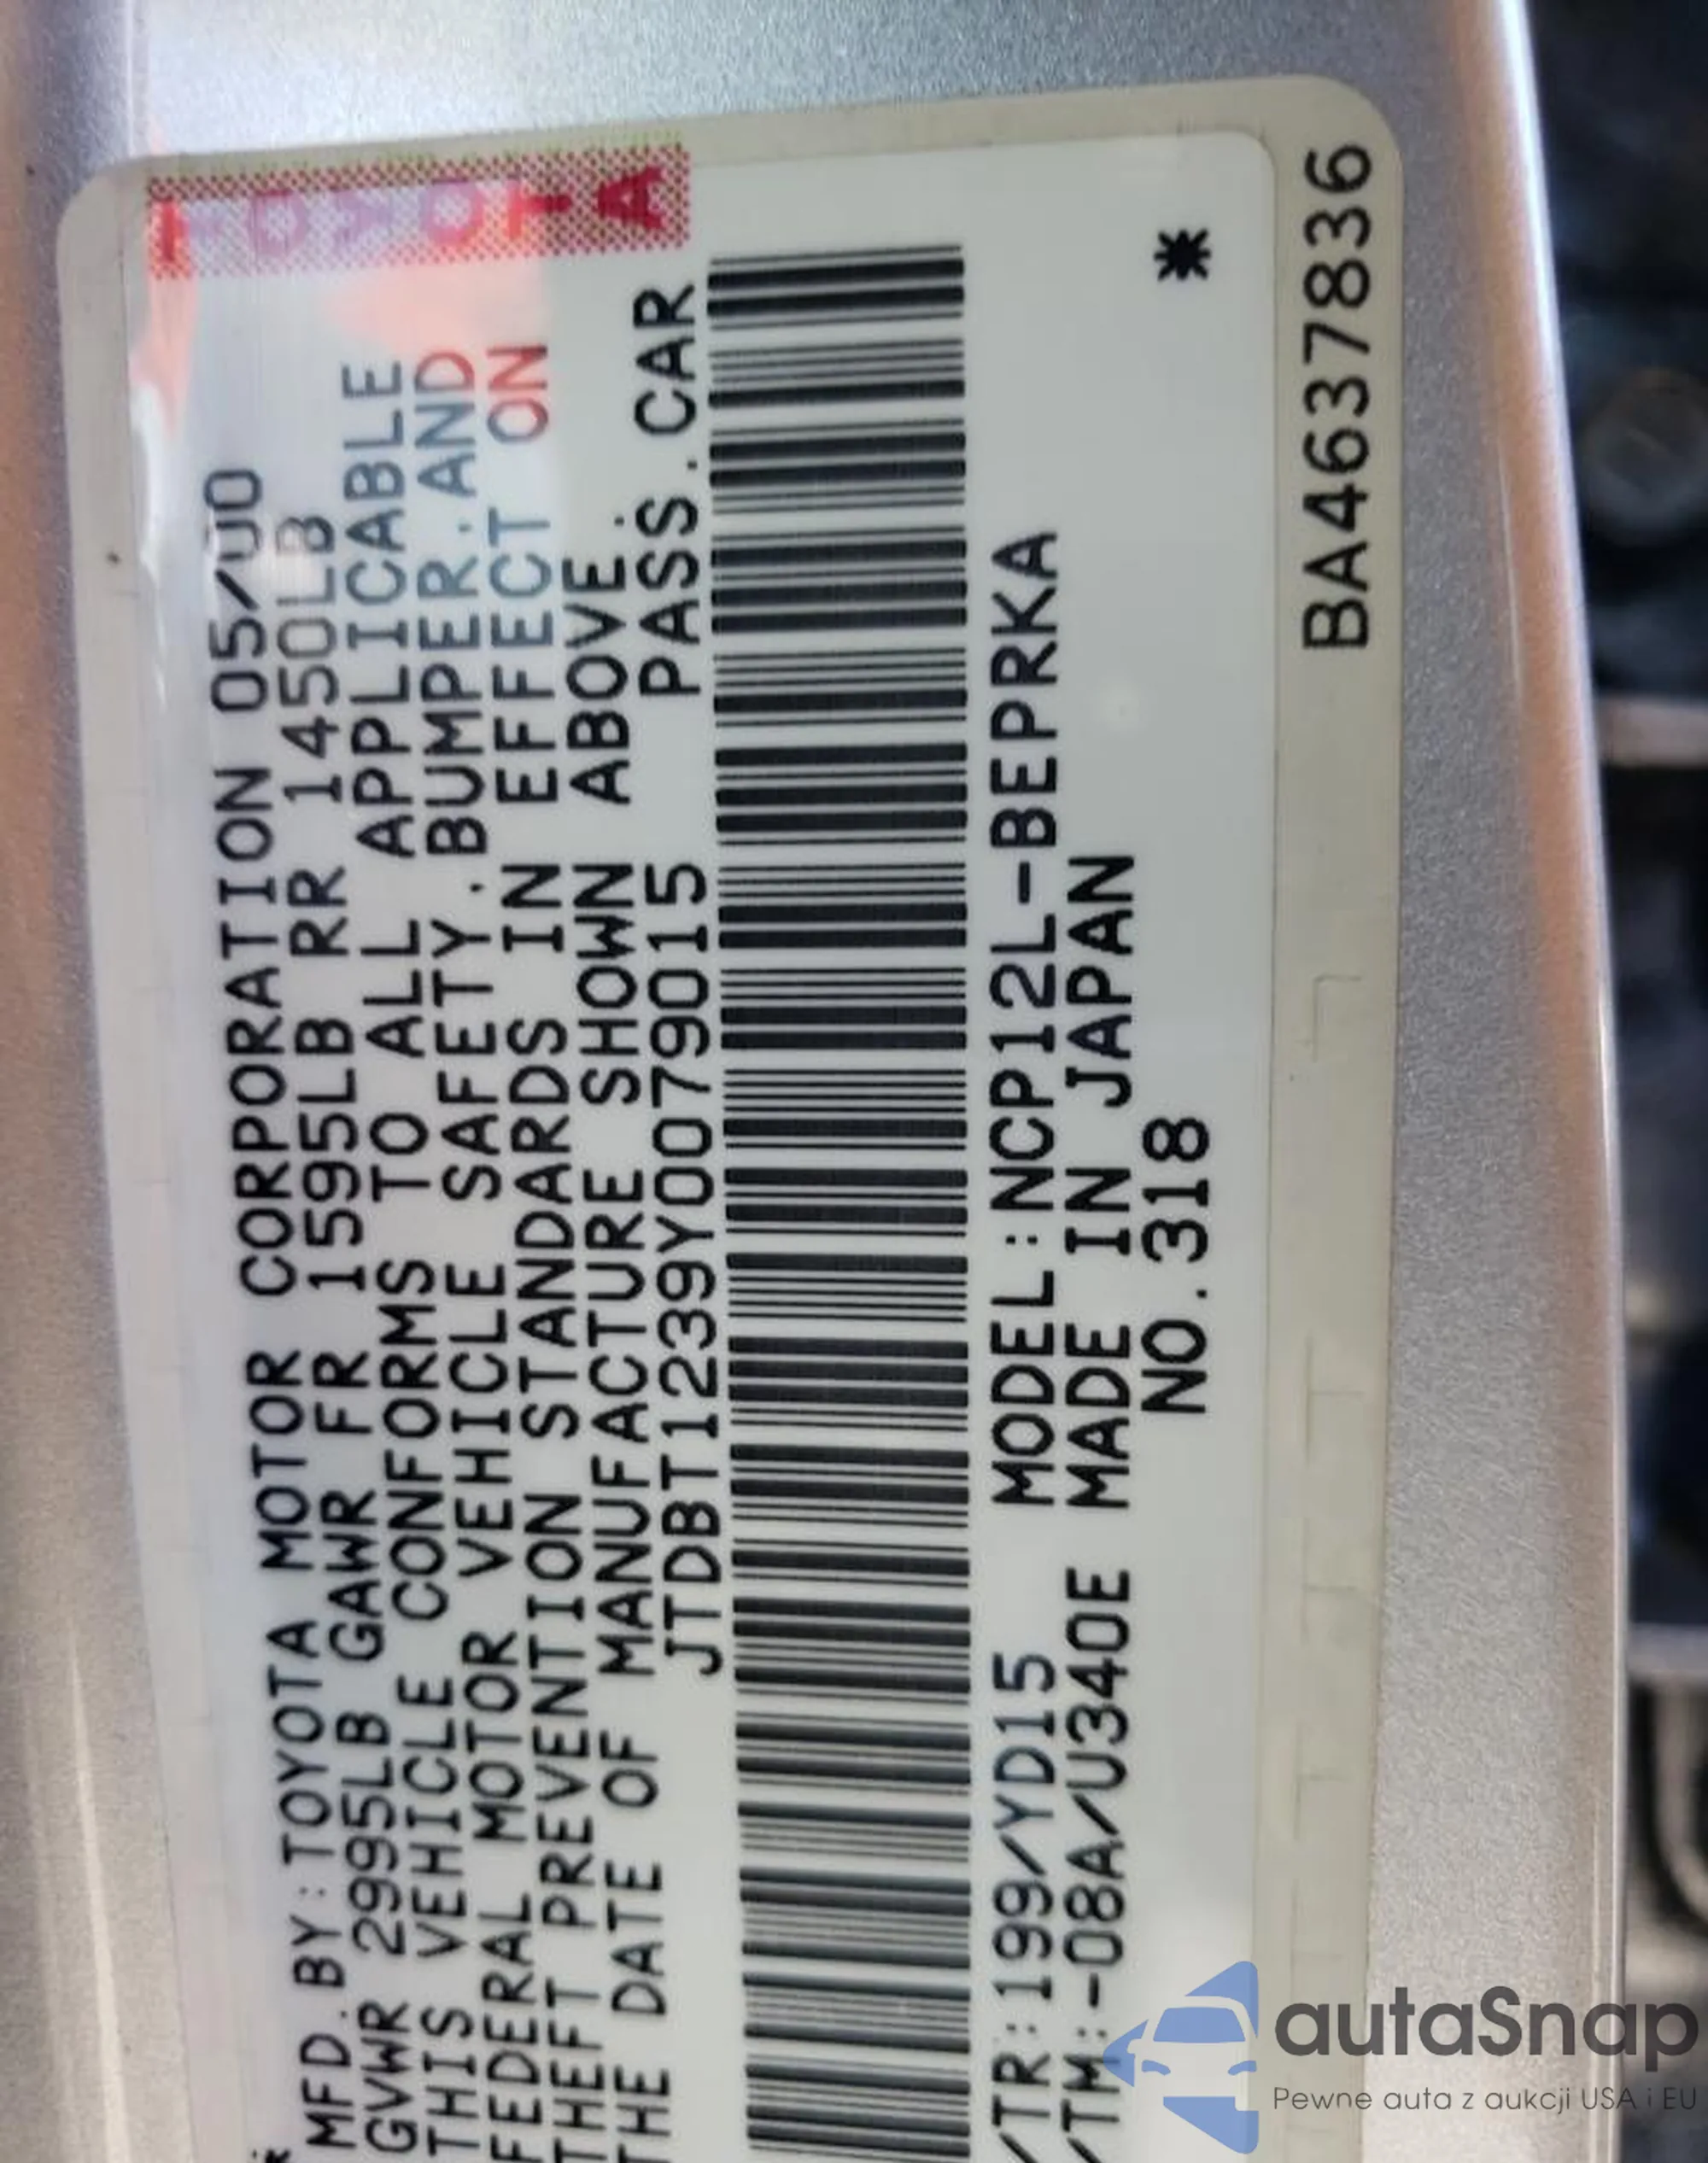 TOYOTA
MFD.BY:TOYOTA MOTOR CORPORATION 05/00
GVWR 2995LB GAWR FR 1595LB RR 1450LB
THIS VEHICLE CONFORMS TO ALL APPLICABLE
FEDERAL MOTOR VEHICLE SAFETY.BUMPER.AND
THEFT PREVENTION STANDARDS IN EFFECT ON
THE DATE OF MANUFACTURE SHOWN ABOVE.
JTDBT1239Y0079015 PASS.CAR
/TR:199/YD15 MODEL:NCP12L-BEPRKA
/TM:-08A/U340E MADE IN JAPAN
NO.318 *
BA4637836
autaSnap
Pewne auta z aukcji USA i EU